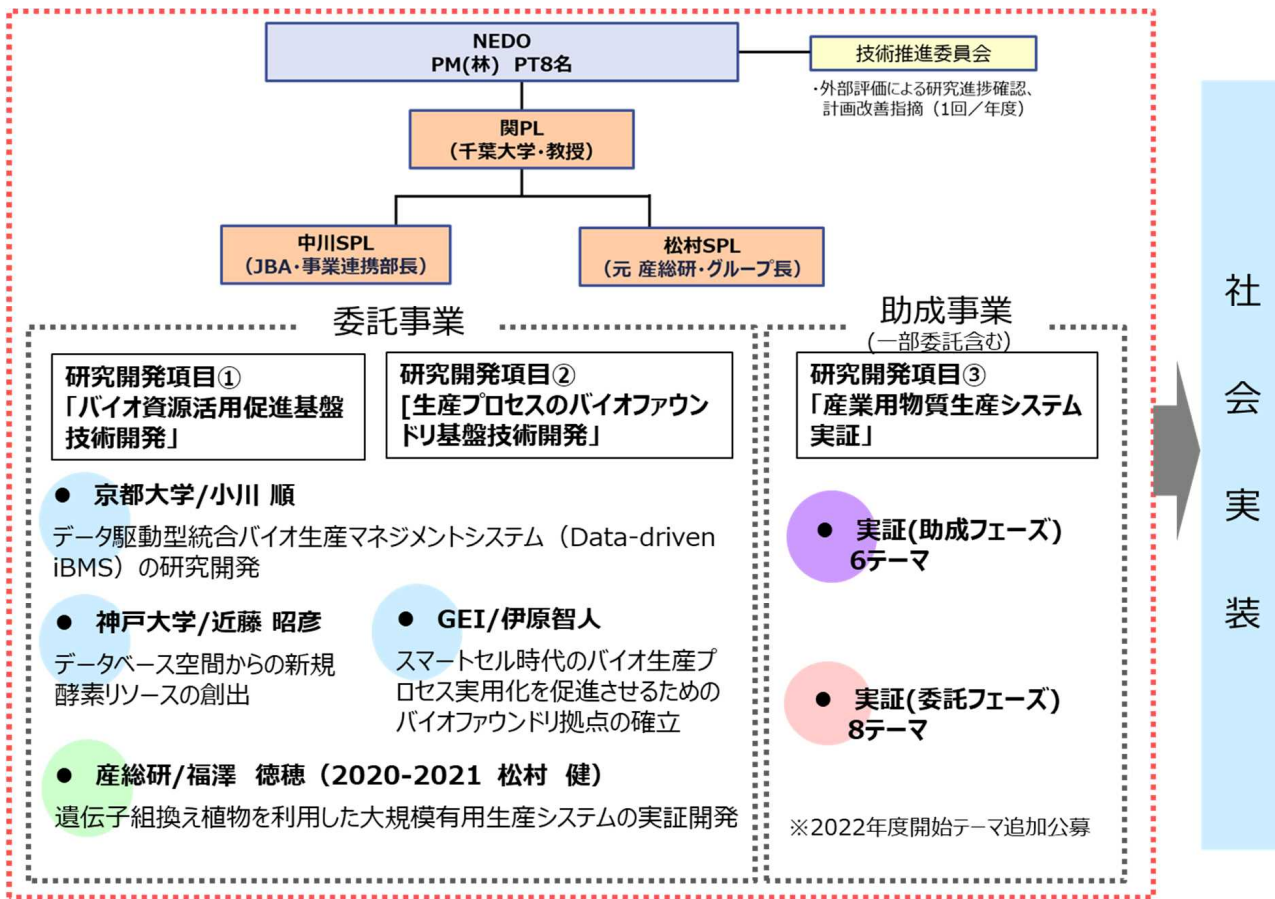 NEDO
PM(林) PT8名
技術推進委員会
・外部評価による研究進捗確認、
計画改善指摘（1回／年度）
関PL
（千葉大学・教授）
中川SPL
（JBA・事業連携部長）
松村SPL
（元 産総研・グループ長）
委託事業
研究開発項目①
「バイオ資源活用促進基盤
技術開発」
研究開発項目②
[生産プロセスのバイオファウン
ドリ基盤技術開発」
● 京都大学/小川 順
データ駆動型統合バイオ生産マネジメントシステム（Data-driven
iBMS）の研究開発
● 神戸大学/近藤 昭彦
データベース空間からの新規
酵素リソースの創出
● GEI/伊原智人
スマートセル時代のバイオ生産プ
ロセス実用化を促進させるための
バイオファウンドリ拠点の確立
● 産総研/福澤 徳穂（2020-2021 松村 健）
遺伝子組換え植物を利用した大規模有用生産システムの実証開発
助成事業
(一部委託含む)
研究開発項目③
「産業用物質生産システム
実証」
● 実証(助成フェーズ)
6テーマ
● 実証(委託フェーズ)
8テーマ
※2022年度開始テーマ追加公募
社会実装